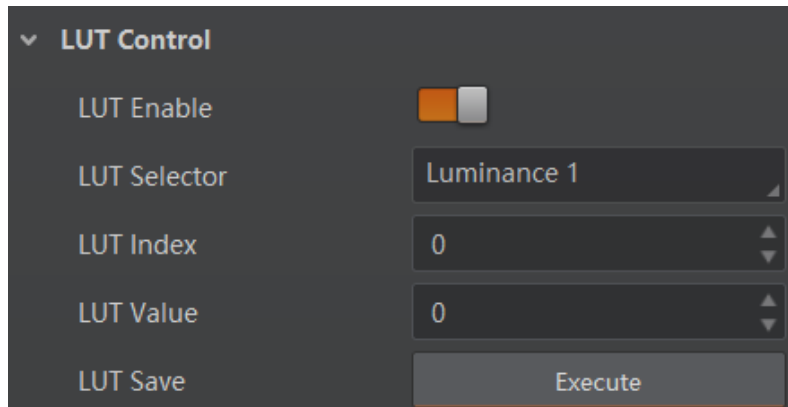 LUT Control
LUT Enable
LUT Selector Luminance 1
LUT Index 0
LUT Value 0
LUT Save Execute